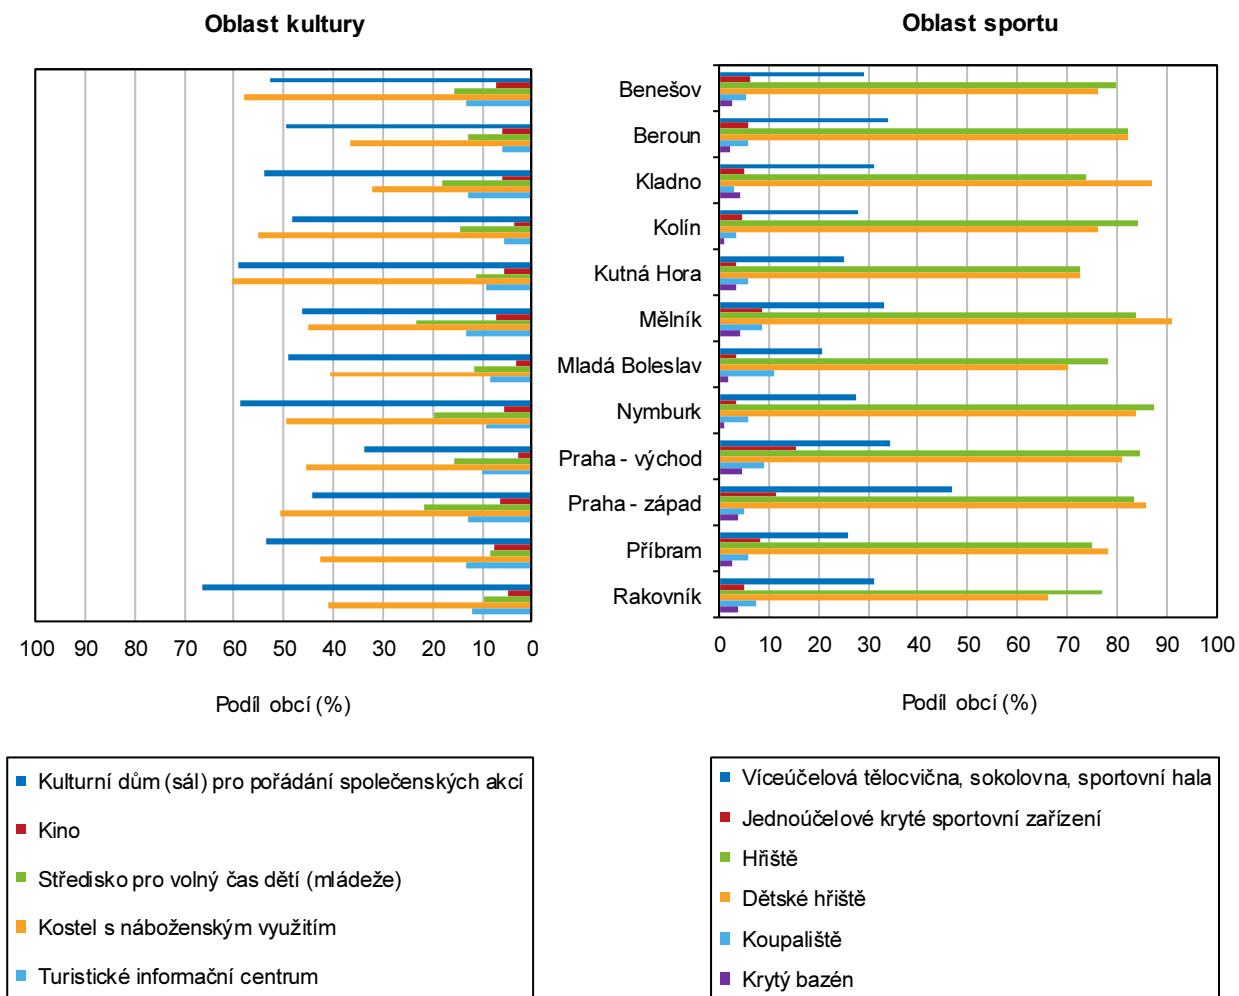 Oblast kultury
Oblast sportu
Benešov
Beroun
Kladno
Kolín
Kutná Hora
Mělník
Mladá Boleslav
Nymburk
Praha - východ
Praha - západ
Příbram
Rakovník
100 90 80 70 60 50 40 30 20 10 0
0 10 20 30 40 50 60 70 80 90 100
Podíl obcí (%)
Podíl obcí (%)
Kulturní dům (sál) pro pořádání společenských akcí
Kino
Středisko pro volný čas dětí (mládeže)
Kostel s náboženským využitím
Turistické informační centrum
Víceúčelová tělocvična, sokolovna, sportovní hala
Jednoúčelové kryté sportovní zařízení
Hřiště
Dětské hřiště
Koupaliště
Krytý bazén